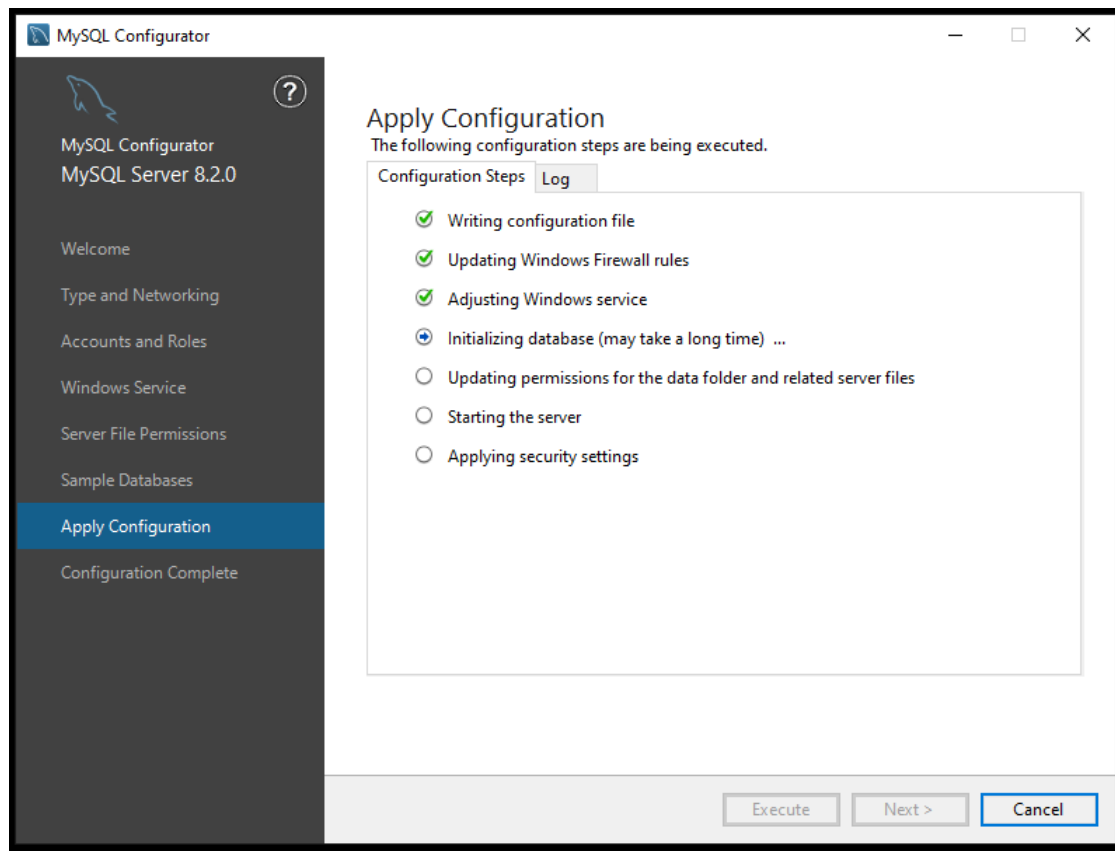 MySQL Configurator
?
MySQL Configurator
MySQL Server 8.2.0
Welcome
Type and Networking
Accounts and Roles
Windows Service
Server File Permissions
Sample Databases
Apply Configuration
Configuration Complete
Apply Configuration
The following configuration steps are being executed.
Configuration Steps Log
Writing configuration file
Updating Windows Firewall rules
Adjusting Windows service
Initializing database (may take a long time) ...
Updating permissions for the data folder and related server files
Starting the server
Applying security settings
Execute Next > Cancel